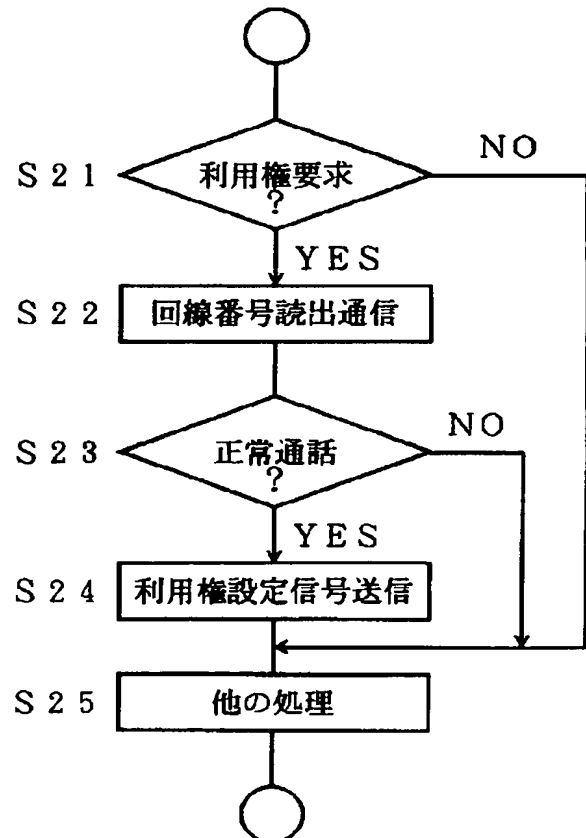 S21
利用権要求
?
NO
YES
S22
回線番号読出通信
S23
正常通話
?
NO
YES
S24
利用権設定信号送信
S25
他の処理